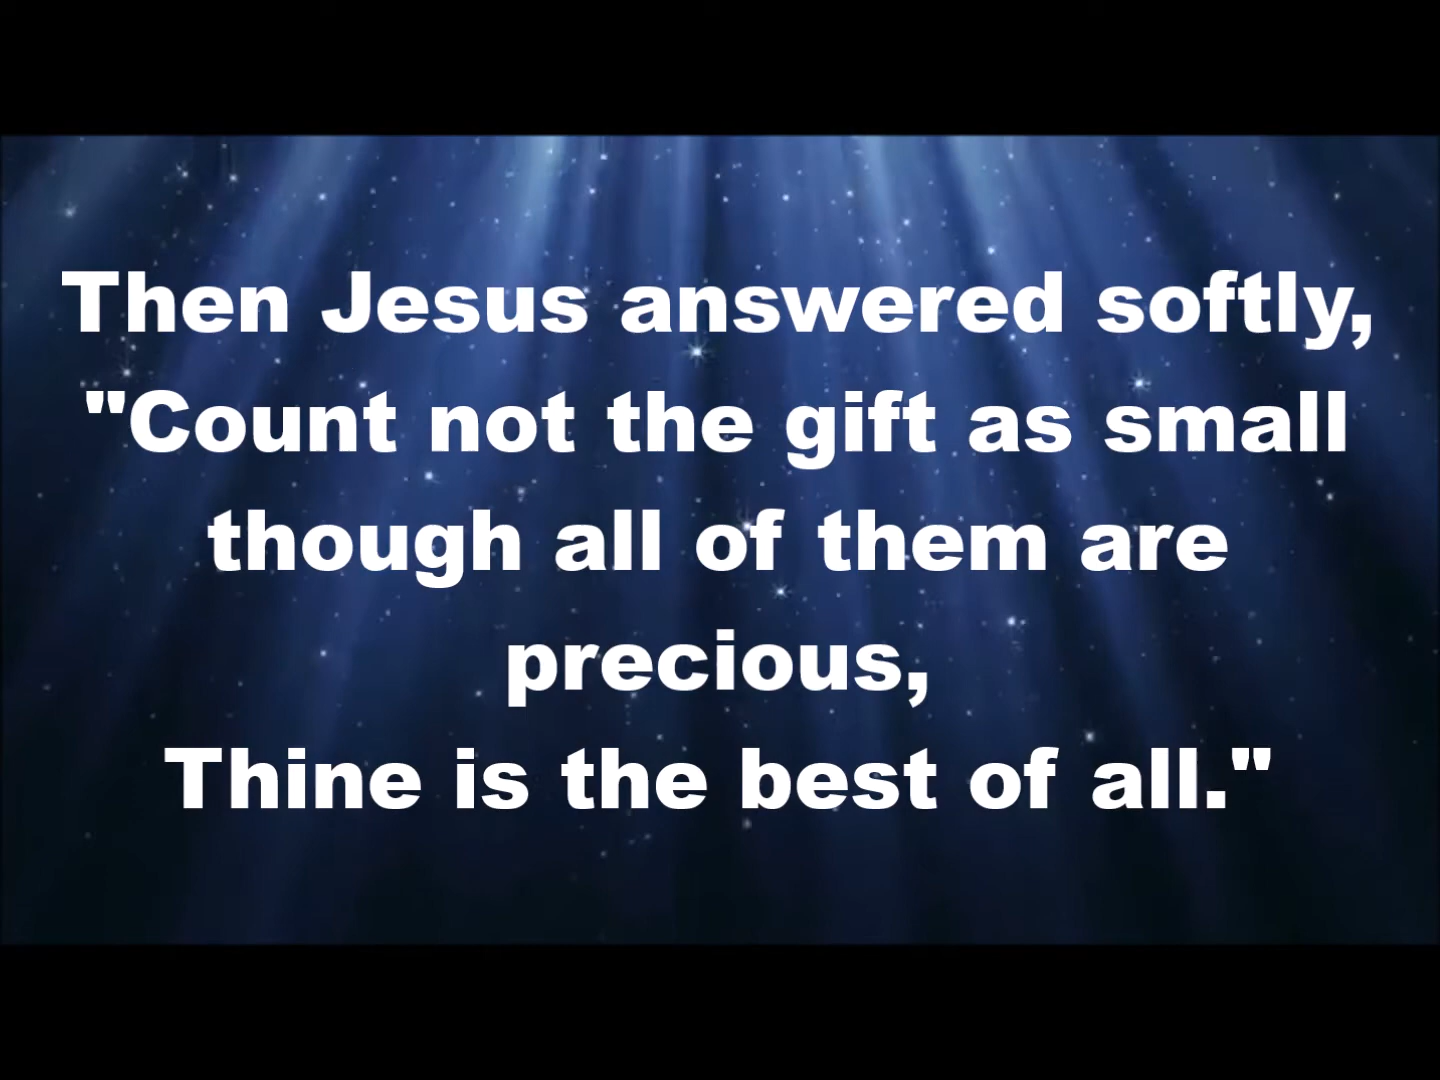 Then Jesus answered softly,
"Count not the gift as small
though all of them are
precious,
Thine is the best of all."